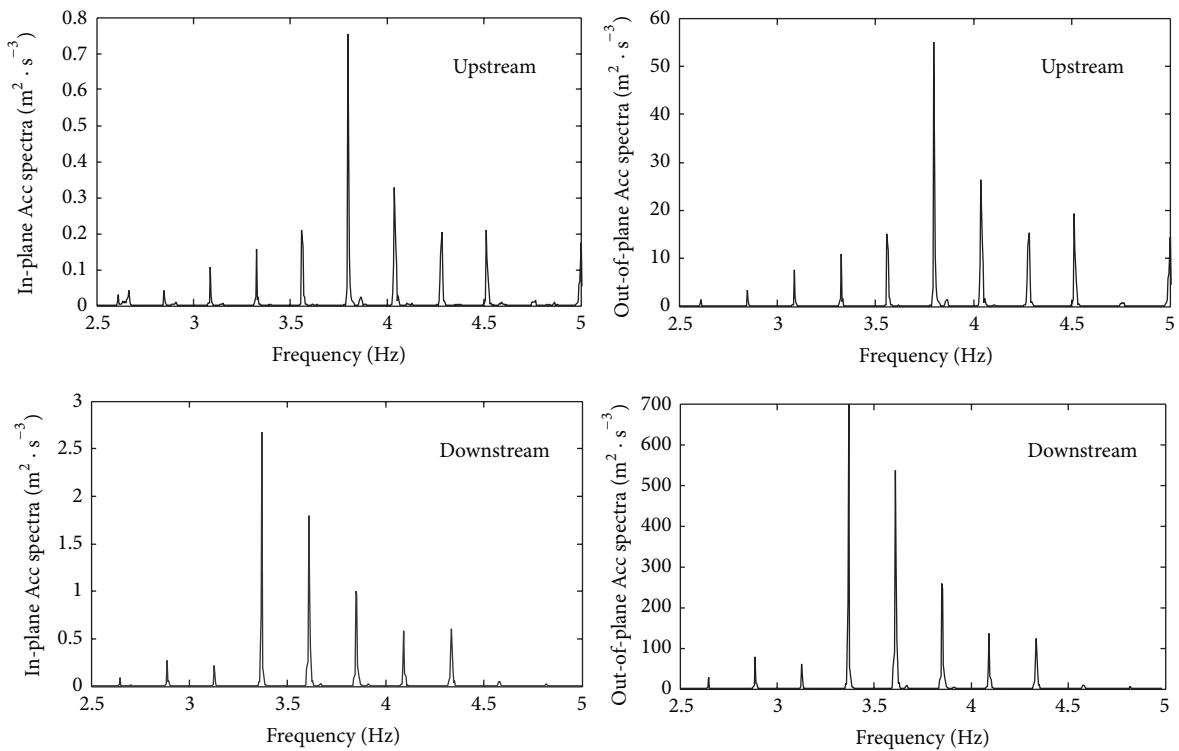 In-plane Acc spectra (m² · s⁻³)
0.8
0.7
0.6
0.5
0.4
0.3
0.2
0.1
0
Upstream
2.5 3 3.5 4 4.5 5
Frequency (Hz)
Out-of-plane Acc spectra (m² · s⁻³)
60
50
40
30
20
10
0
Upstream
2.5 3 3.5 4 4.5 5
Frequency (Hz)
In-plane Acc spectra (m² · s⁻³)
3
2.5
2
1.5
1
0.5
0
Downstream
2.5 3 3.5 4 4.5 5
Frequency (Hz)
Out-of-plane Acc spectra (m² · s⁻³)
700
600
500
400
300
200
100
0
Downstream
2.5 3 3.5 4 4.5 5
Frequency (Hz)